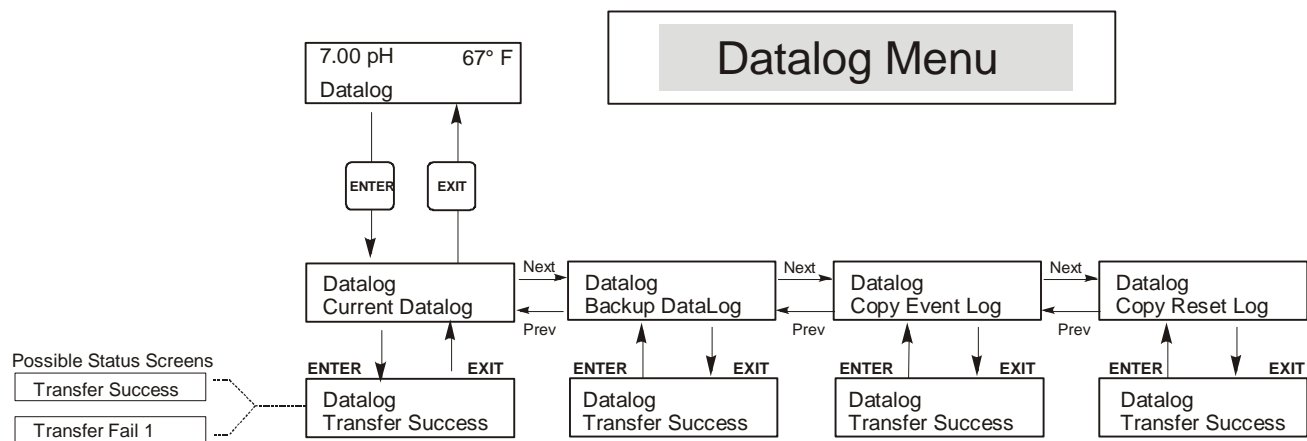 Datalog Menu
7.00 pH 67° F
Datalog
ENTER EXIT
Datalog
Current Datalog
Next
Prev
Datalog
Backup DataLog
Next
Prev
Datalog
Copy Event Log
Next
Prev
Datalog
Copy Reset Log
Possible Status Screens
Transfer Success
Transfer Fail 1
ENTER EXIT
Datalog
Transfer Success
ENTER EXIT
Datalog
Transfer Success
ENTER EXIT
Datalog
Transfer Success
ENTER EXIT
Datalog
Transfer Success